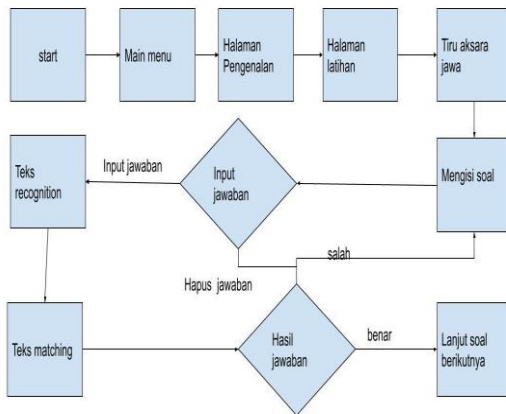 start
Main menu
Halaman
Pengenalan
Halaman
latihan
Tiru aksara
jawa
Teks
recognition
Input jawaban
Input
jawaban
Mengisi soal
Hapus jawaban
salah
Teks matching
Hasil
jawaban
benar
Lanjut soal
berikutnya